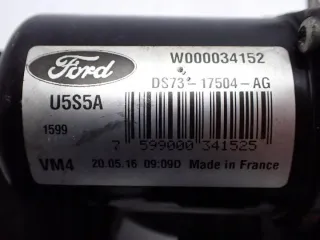 Ford
W000034152
DS73-17504-AG
U5S5A
1599
7 599000 341525
VM4 20.05.16 09:09D Made in France